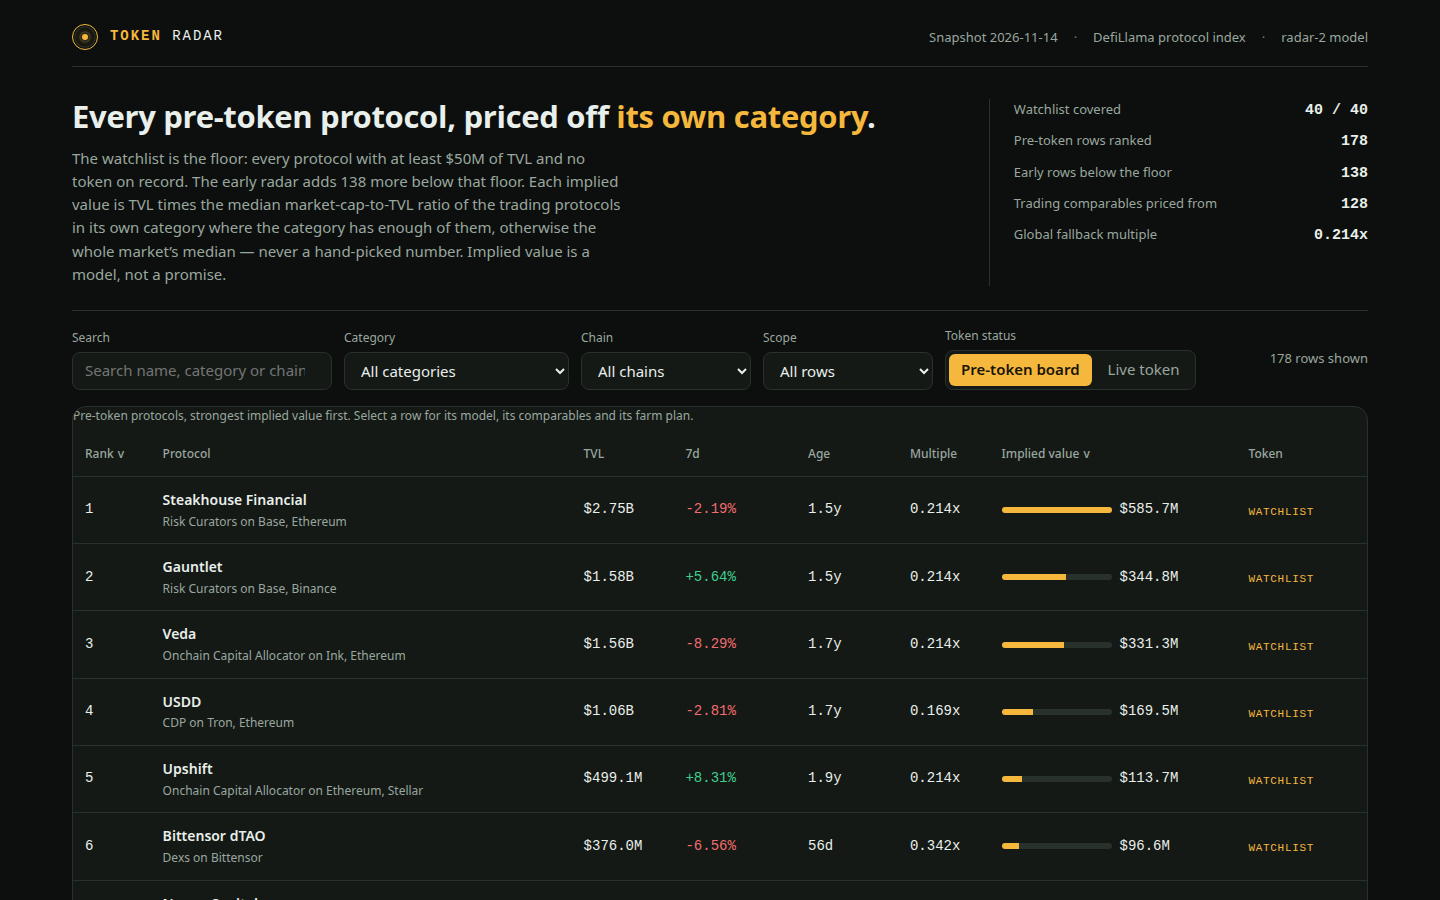 TOKEN RADAR
Snapshot 2026-11-14 · DefiLlama protocol index · radar-2 model
Every pre-token protocol, priced off its own category.
The watchlist is the floor: every protocol with at least $50M of TVL and no
token on record. The early radar adds 138 more below that floor. Each implied
value is TVL times the median market-cap-to-TVL ratio of the trading protocols
in its own category where the category has enough of them, otherwise the
whole market’s median — never a hand-picked number. Implied value is a
model, not a promise.
Watchlist covered 40 / 40
Pre-token rows ranked 178
Early rows below the floor 138
Trading comparables priced from 128
Global fallback multiple 0.214x
Search Category Chain Scope Token status
Search name, category or chain All categories All chains All rows Pre-token board Live token 178 rows shown
Pre-token protocols, strongest implied value first. Select a row for its model, its comparables and its farm plan.
Rank v Protocol TVL 7d Age Multiple Implied value v Token
1 Steakhouse Financial $2.75B -2.19% 1.5y 0.214x $585.7M WATCHLIST
Risk Curators on Base, Ethereum
2 Gauntlet $1.58B +5.64% 1.5y 0.214x $344.8M WATCHLIST
Risk Curators on Base, Binance
3 Veda $1.56B -8.29% 1.7y 0.214x $331.3M WATCHLIST
Onchain Capital Allocator on Ink, Ethereum
4 USDD $1.06B -2.81% 1.7y 0.169x $169.5M WATCHLIST
CDP on Tron, Ethereum
5 Upshift $499.1M +8.31% 1.9y 0.214x $113.7M WATCHLIST
Onchain Capital Allocator on Ethereum, Stellar
6 Bittensor dTAO $376.0M -6.56% 56d 0.342x $96.6M WATCHLIST
Dexs on Bittensor